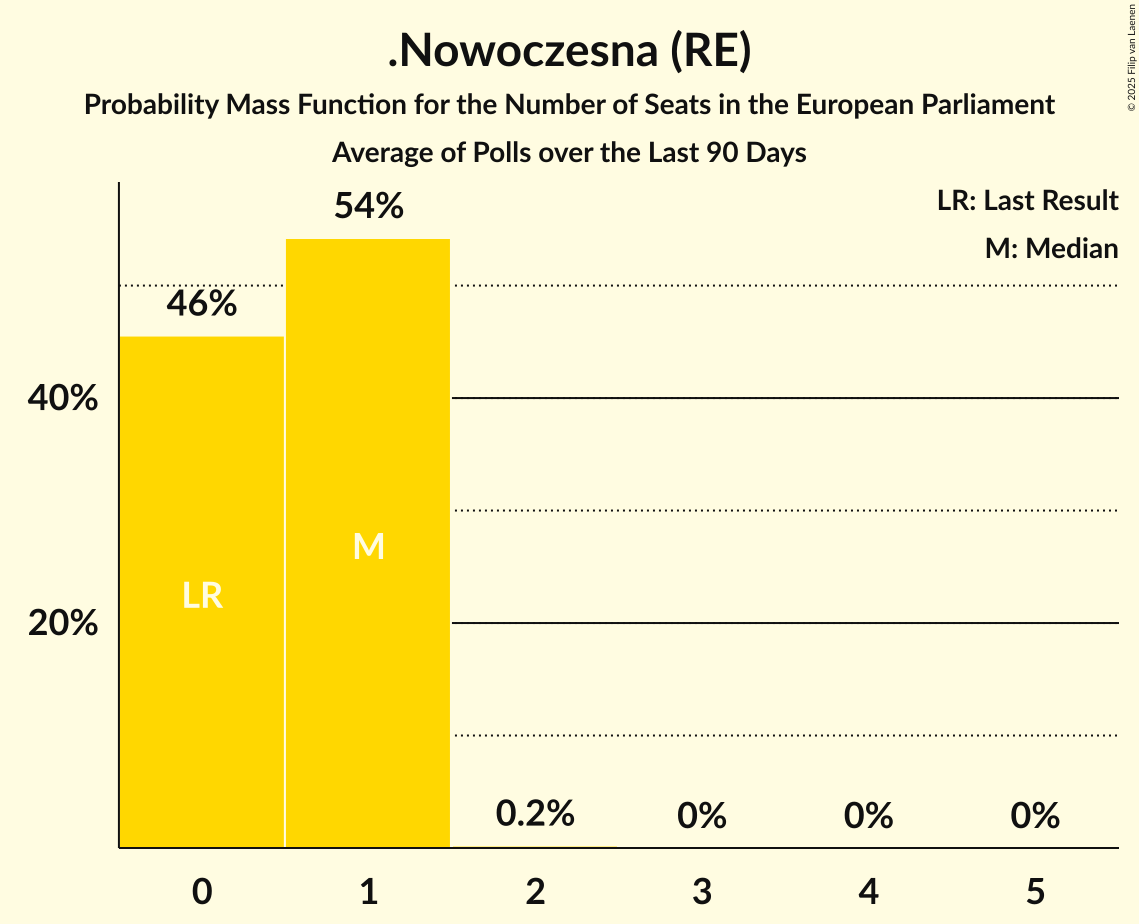 .Nowoczesna (RE)
Probability Mass Function for the Number of Seats in the European Parliament
Average of Polls over the Last 90 Days
© 2025 Filip van Laenen
LR: Last Result
M: Median
54%
46%
40%
20%
LR
M
0.2%
0%
0%
0%
0
1
2
3
4
5